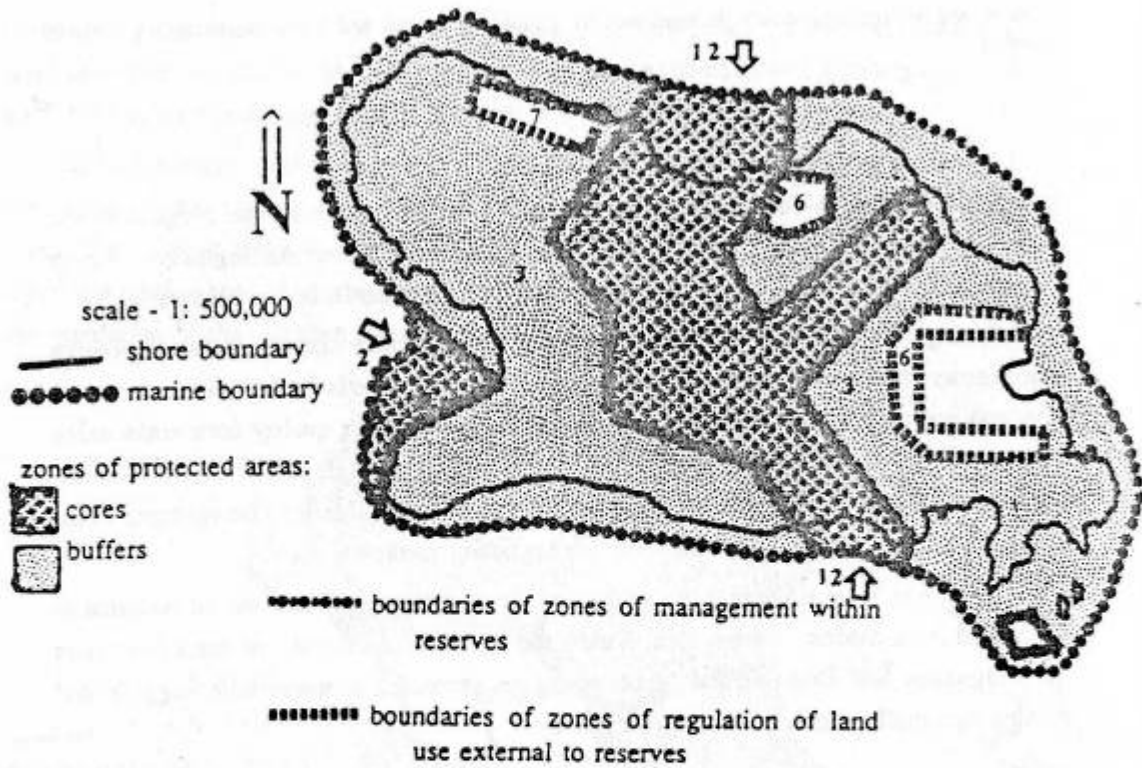 12
7
N
6
3
scale - 1: 500,000
shore boundary
2
marine boundary
6
3
zones of protected areas:
cores
buffers
12
boundaries of zones of management within
reserves
boundaries of zones of regulation of land
use external to reserves